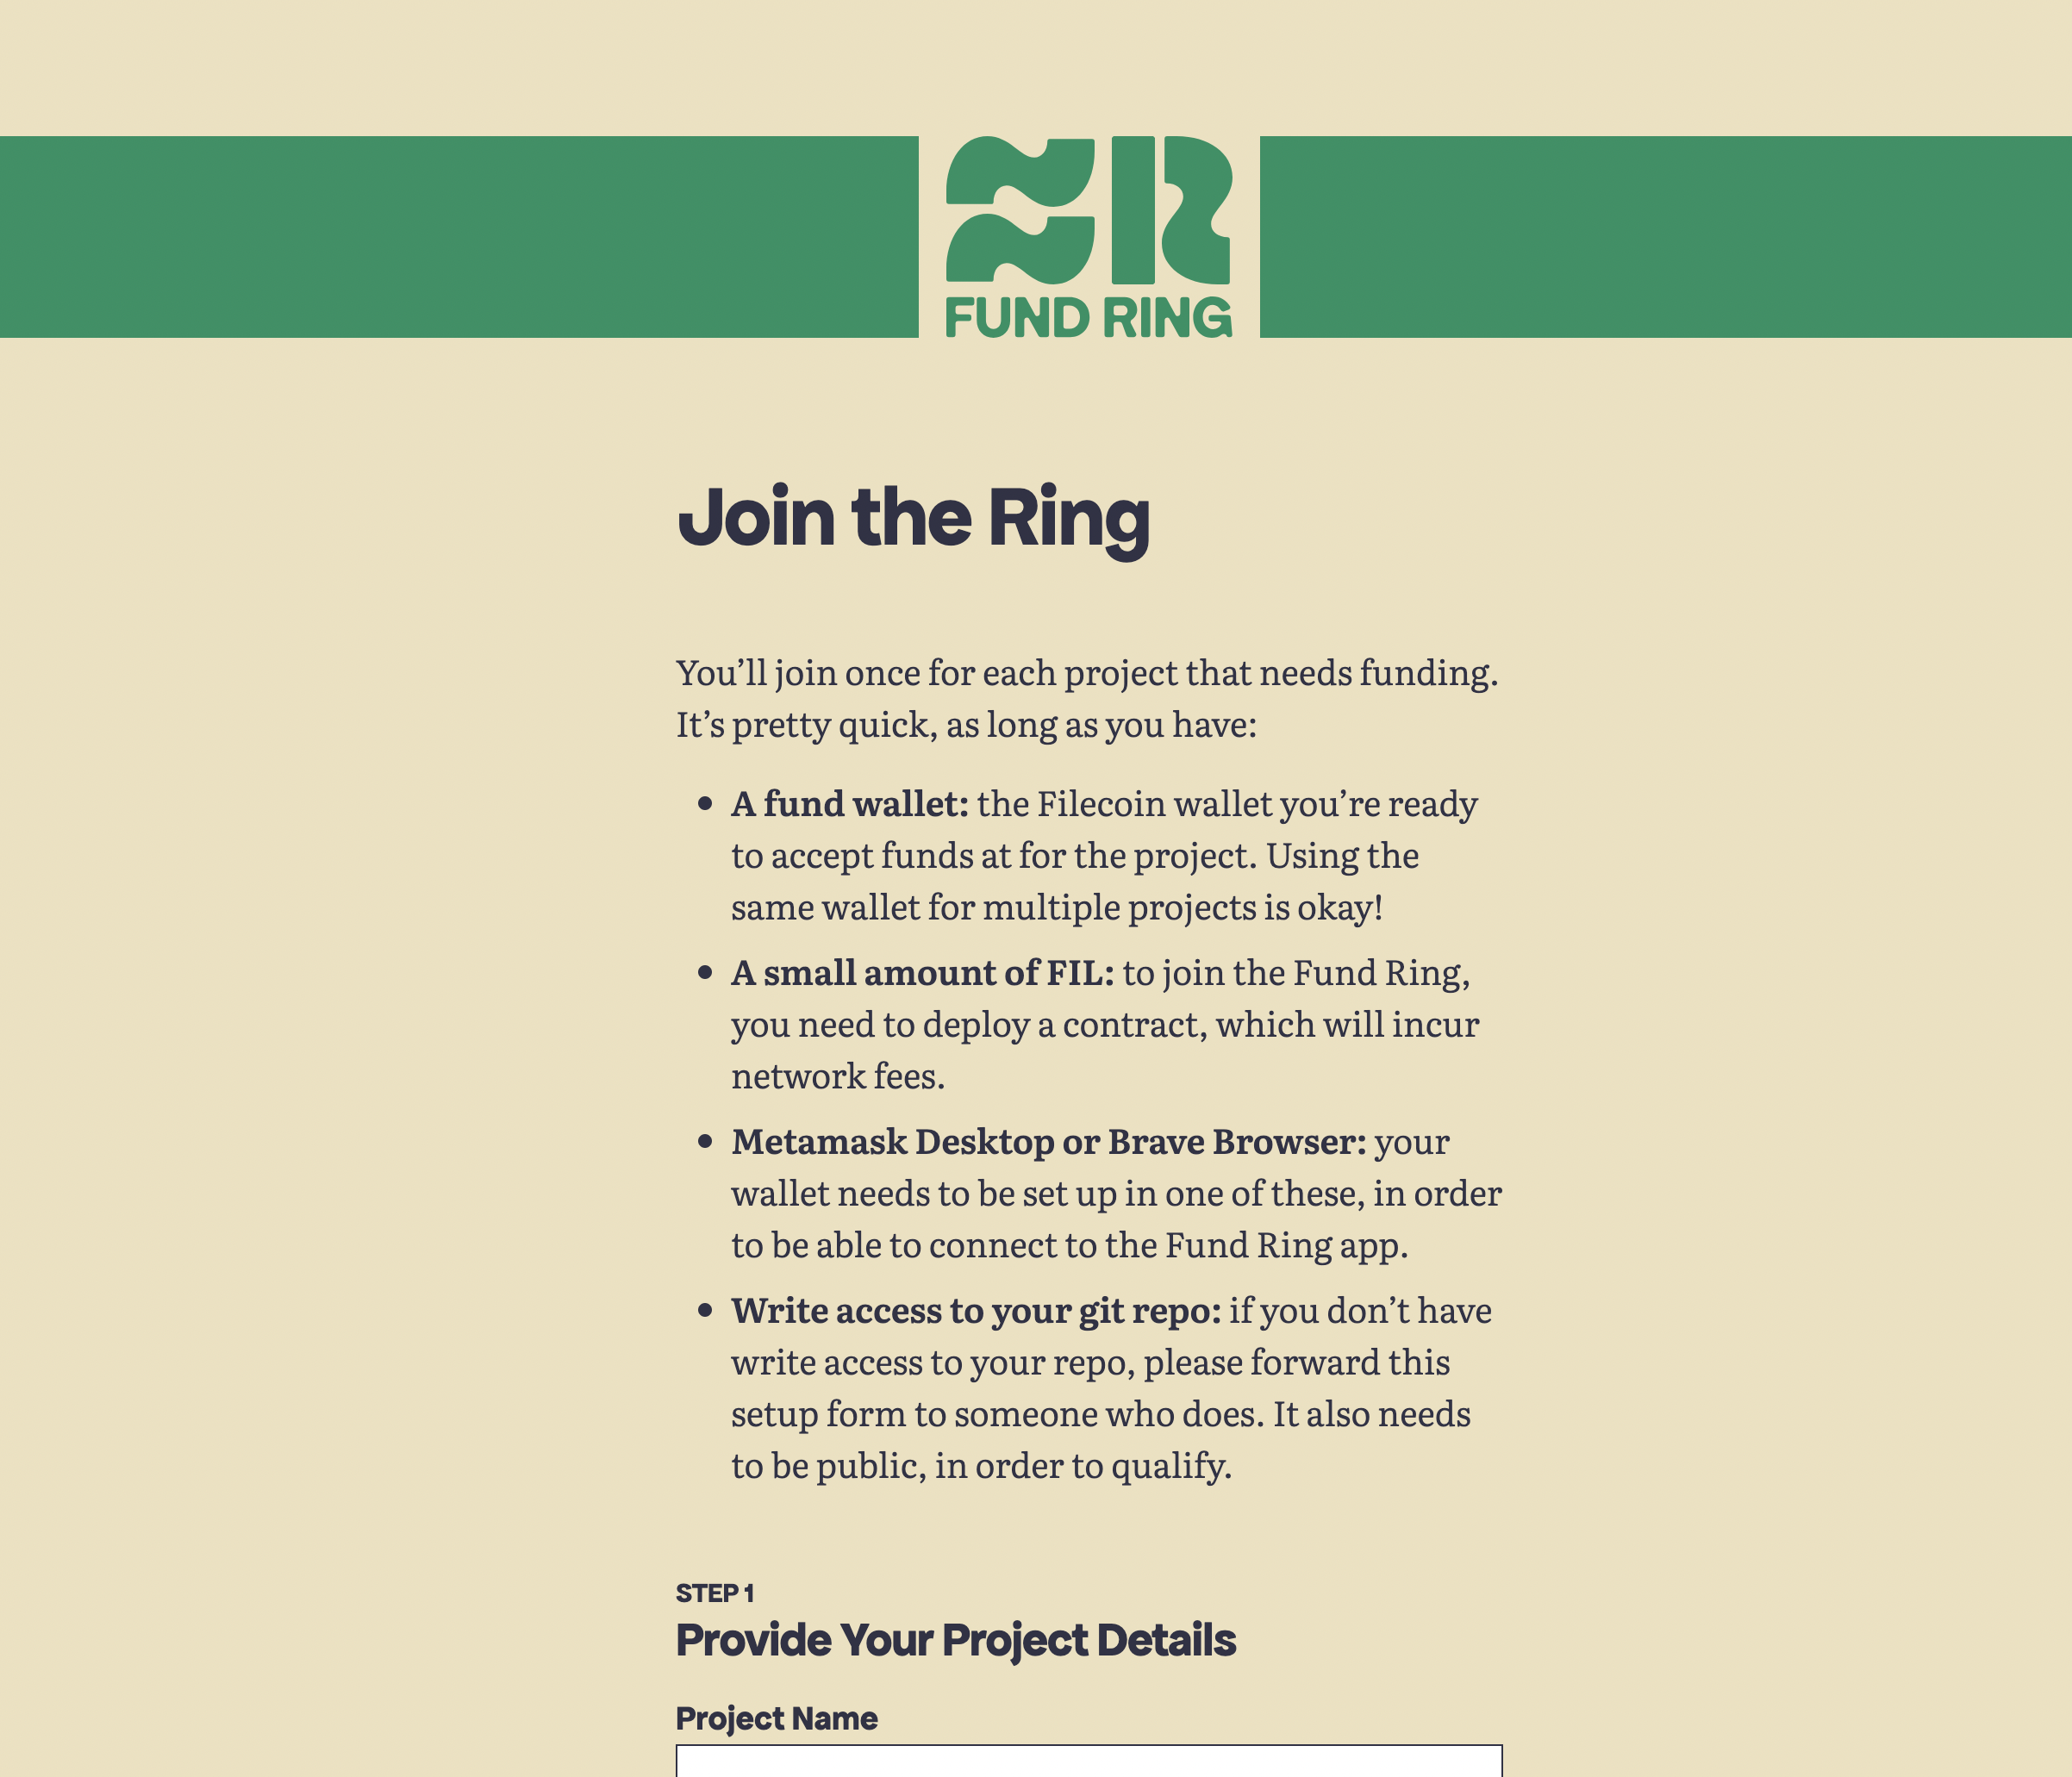 FUND RING
Join the Ring
You’ll join once for each project that needs funding.
It’s pretty quick, as long as you have:
A fund wallet: the Filecoin wallet you’re ready
to accept funds at for the project. Using the
same wallet for multiple projects is okay!
A small amount of FIL: to join the Fund Ring,
you need to deploy a contract, which will incur
network fees.
Metamask Desktop or Brave Browser: your
wallet needs to be set up in one of these, in order
to be able to connect to the Fund Ring app.
Write access to your git repo: if you don’t have
write access to your repo, please forward this
setup form to someone who does. It also needs
to be public, in order to qualify.
STEP 1
Provide Your Project Details
Project Name